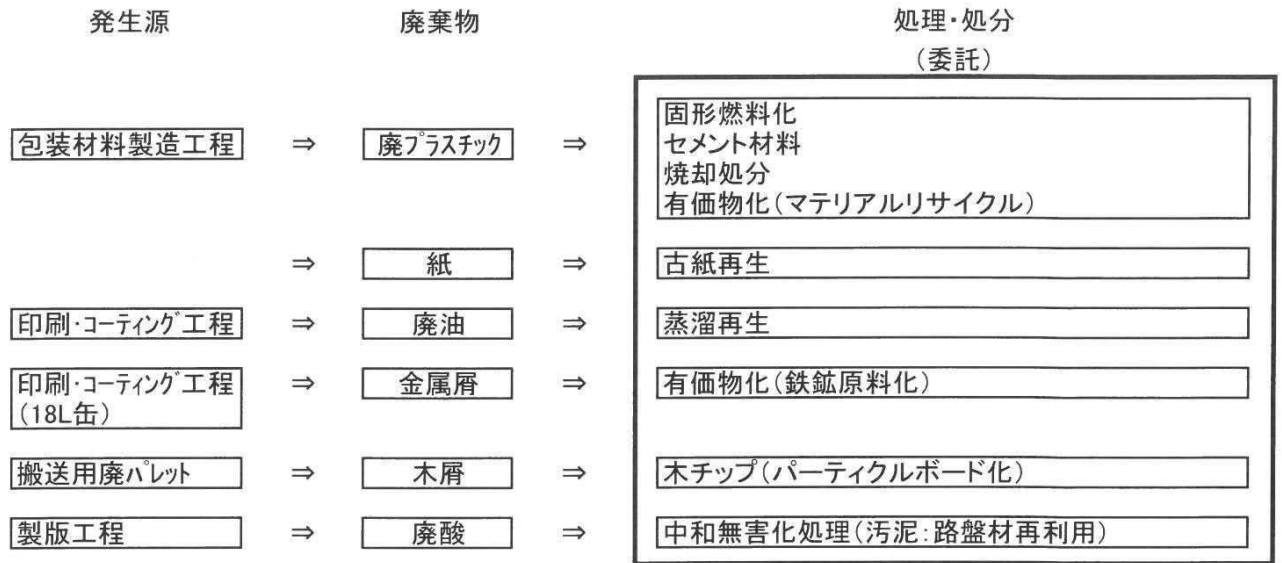 発生源 廃棄物 処理・処分
(委託)
包装材料製造工程 ⇒ 廃プラスチック ⇒ 固形燃料化
セメント材料
焼却処分
有価物化(マテリアルリサイクル)
⇒ 紙 ⇒ 古紙再生
印刷・コーティング工程 ⇒ 廃油 ⇒ 蒸溜再生
印刷・コーティング工程 ⇒ 金属屑 ⇒ 有価物化(鉄鉱原料化)
(18L缶)
搬送用廃パレット ⇒ 木屑 ⇒ 木チップ(パーティクルボード化)
製版工程 ⇒ 廃酸 ⇒ 中和無害化処理(汚泥:路盤材再利用)